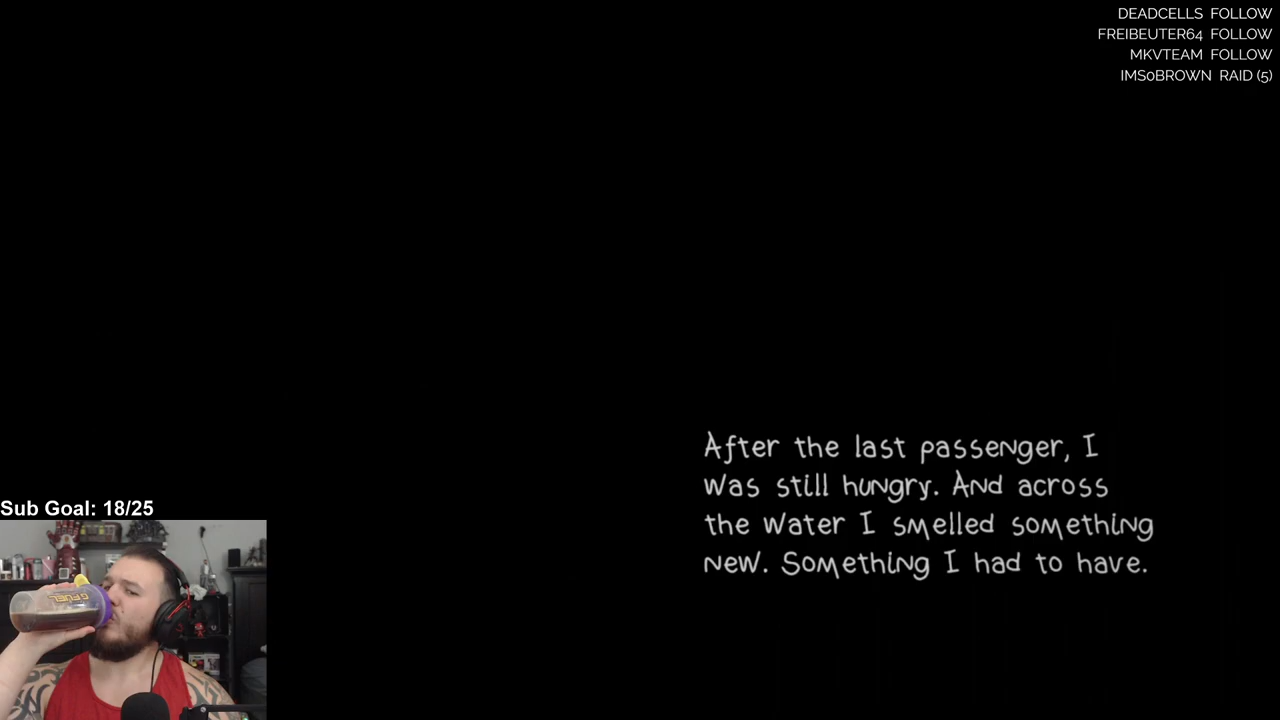 DEADCELLS FOLLOW
FREIBEUTER64 FOLLOW
MKVTEAM FOLLOW
IMS0BROWN RAID (5)
After the last passenger, I
was still hungry. And across
the water I smelled something
new. Something I had to have.
Sub Goal: 18/25
GFUEL